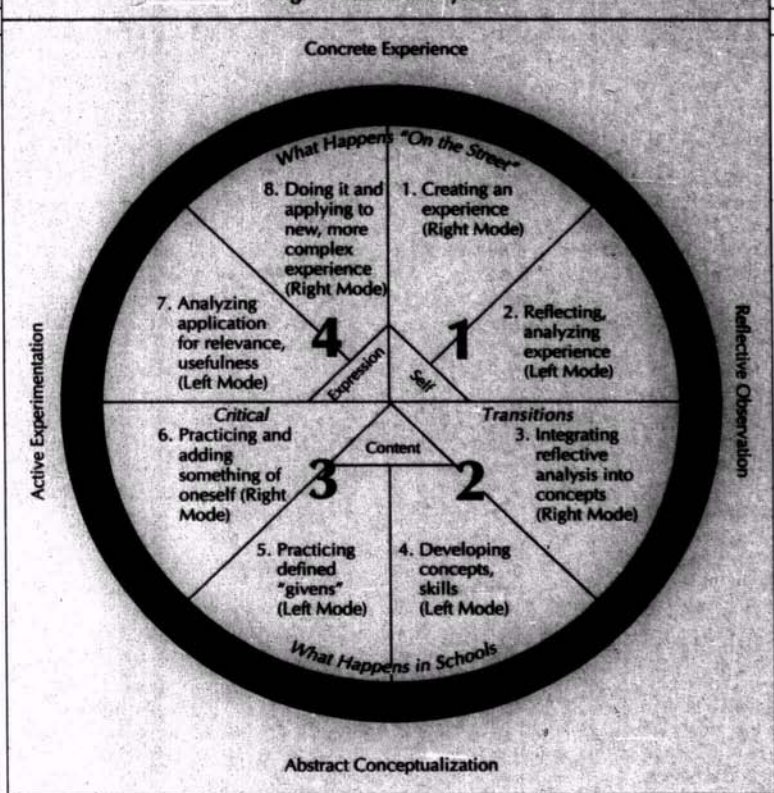 Concrete Experience
What Happens "On the Street"
8. Doing it and
applying to
new, more
complex
experience
(Right Mode)
1. Creating an
experience
(Right Mode)
7. Analyzing
application
for relevance,
usefulness
(Left Mode)
2. Reflecting,
analyzing
experience
(Left Mode)
4
1
Expression
Self
Active Experimentation
Reflective Observation
Critical
Transitions
6. Practicing and
adding
something of
oneself (Right
Mode)
Content
3. Integrating
reflective
analysis into
concepts
(Right Mode)
3
2
5. Practicing
defined
"givens"
(Left Mode)
4. Developing
concepts,
skills
(Left Mode)
What Happens in Schools
Abstract Conceptualization